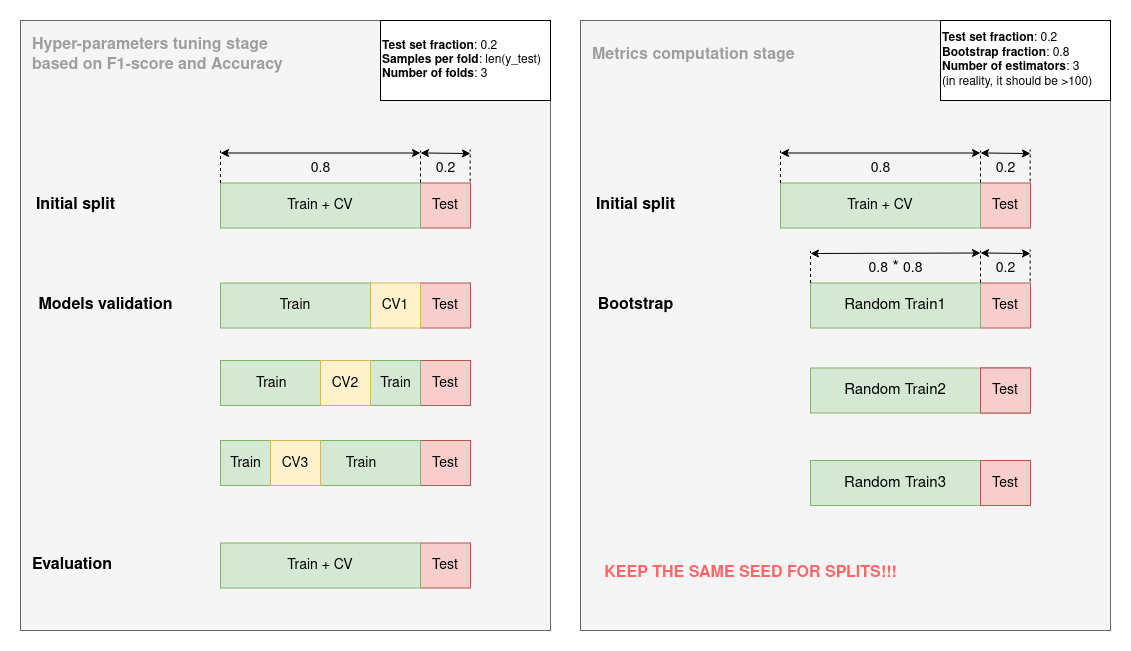 Hyper-parameters tuning stage
based on F1-score and Accuracy
Test set fraction: 0.2
Samples per fold: len(y_test)
Number of folds: 3
0.8
0.2
Initial split
Train + CV
Test
Models validation
Train
CV1
Test
Train
CV2
Train
Test
Train
CV3
Train
Test
Evaluation
Train + CV
Test
Metrics computation stage
Test set fraction: 0.2
Bootstrap fraction: 0.8
Number of estimators: 3
(in reality, it should be >100)
0.8
0.2
Initial split
Train + CV
Test
0.8 * 0.8
0.2
Bootstrap
Random Train1
Test
Random Train2
Test
Random Train3
Test
KEEP THE SAME SEED FOR SPLITS!!!